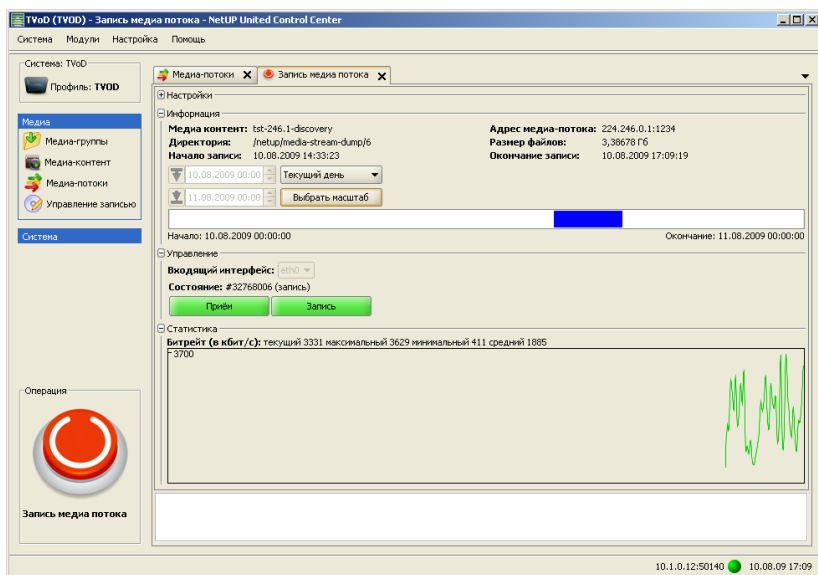 TVoD (TVOD) - Запись медиа потока - NetUP United Control Center
Система Модули Настройка Помощь
Система: TVoD
Профиль: TVOD
Медиа
Медиа-группы
Медиа-контент
Медиа-потоки
Управление записью
Система
Операция
Запись медиа потока
Медиа-потоки Запись медиа потока
Настройки
Информация
Медиа контент: tst-246.1-discovery Адрес медиа-потока: 224.246.0.1:1234
Директория: /netup/media-stream-dump/6 Размер файлов: 3,38678 Гб
Начало записи: 10.08.2009 14:33:23 Окончание записи: 10.08.2009 17:09:19
10.08.2009 00:00 Текущий день
11.08.2009 00:00 Выбрать масштаб
Начало: 10.08.2009 00:00:00 Окончание: 11.08.2009 00:00:00
Управление
Входящий интерфейс: eth0
Состояние: #32768006 (запись)
Приём Запись
Статистика
Битрейт (в кбит/с): текущий 3331 максимальный 3629 минимальный 411 средний 1885
3700
10.1.0.12:50140 10.08.09 17:09